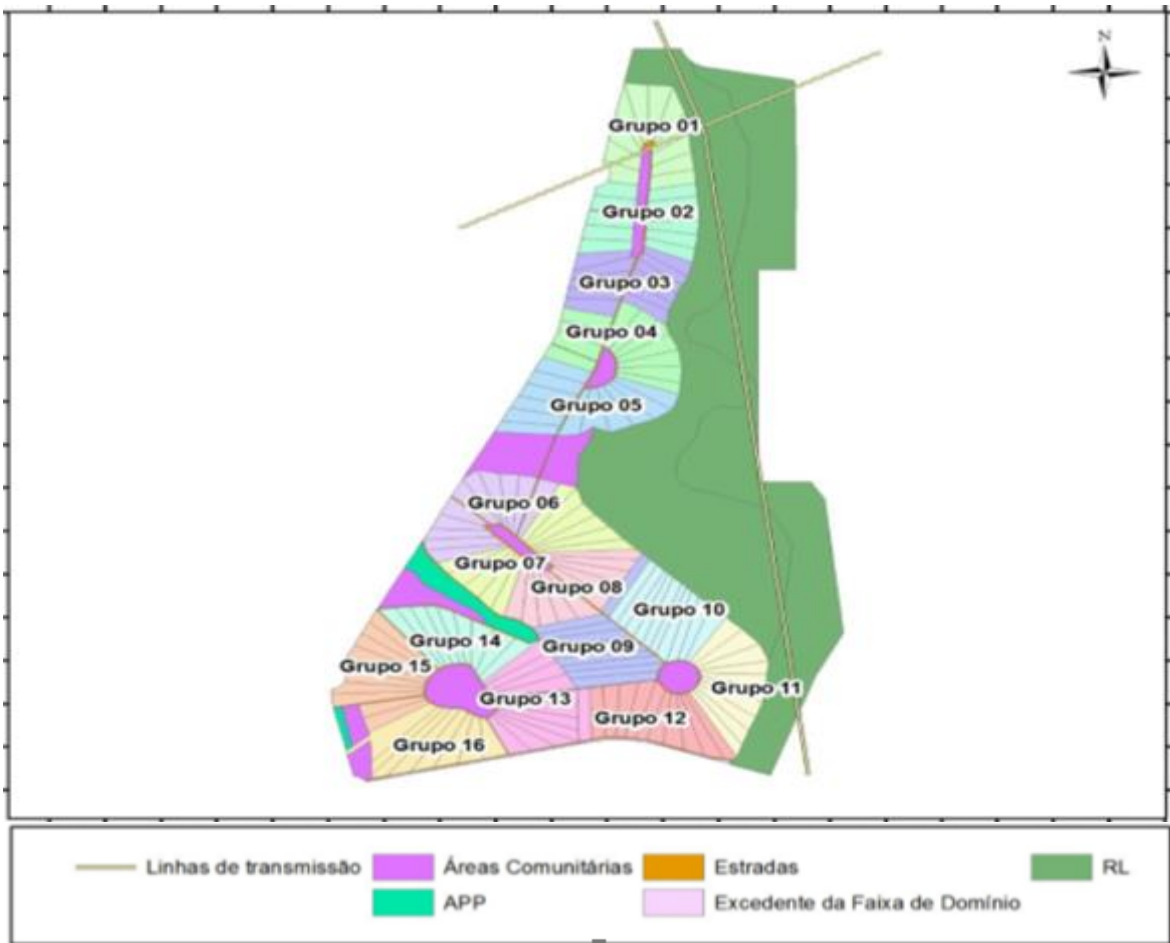 N
Grupo 01
Grupo 02
Grupo 03
Grupo 04
Grupo 05
Grupo 06
Grupo 07
Grupo 08
Grupo 10
Grupo 14
Grupo 09
Grupo 15
Grupo 13
Grupo 11
Grupo 12
Grupo 16
Linhas de transmissão
Áreas Comunitárias
Estradas
RL
APP
Excedente da Faixa de Domínio